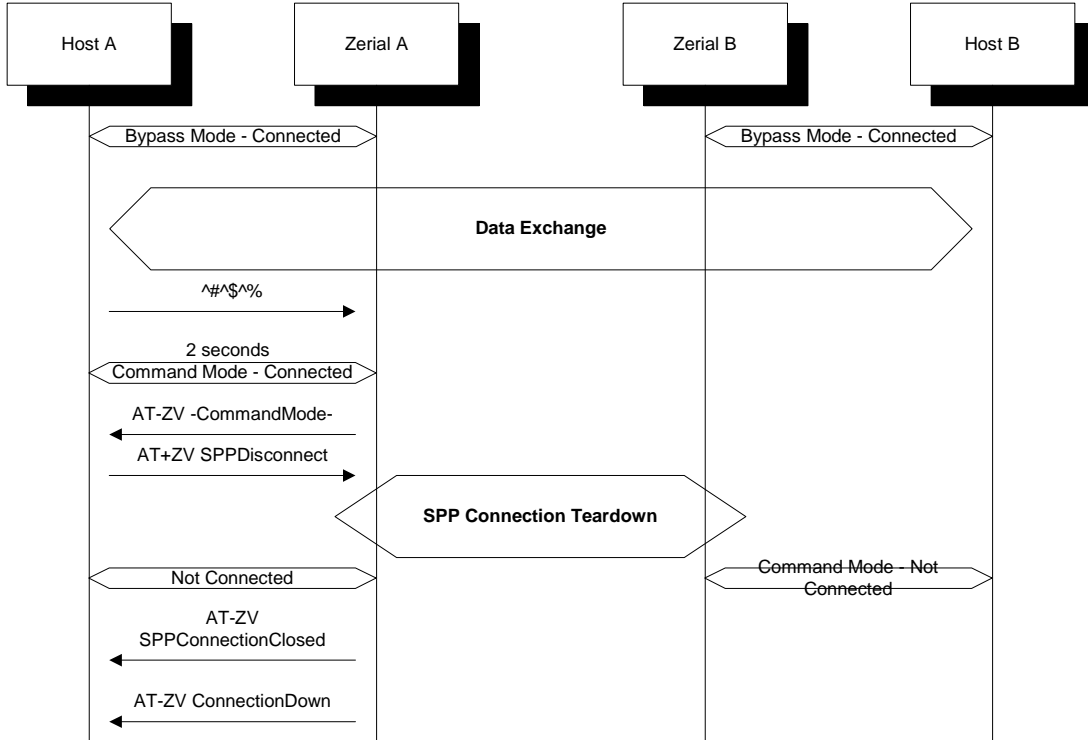 Host A
Zerial A
Zerial B
Host B
Bypass Mode - Connected
Bypass Mode - Connected
Data Exchange
^#^$^%
2 seconds
Command Mode - Connected
AT-ZV -CommandMode-
AT+ZV SPPDisconnect
SPP Connection Teardown
Not Connected
Command Mode - Not
Connected
AT-ZV
SPPConnectionClosed
AT-ZV ConnectionDown